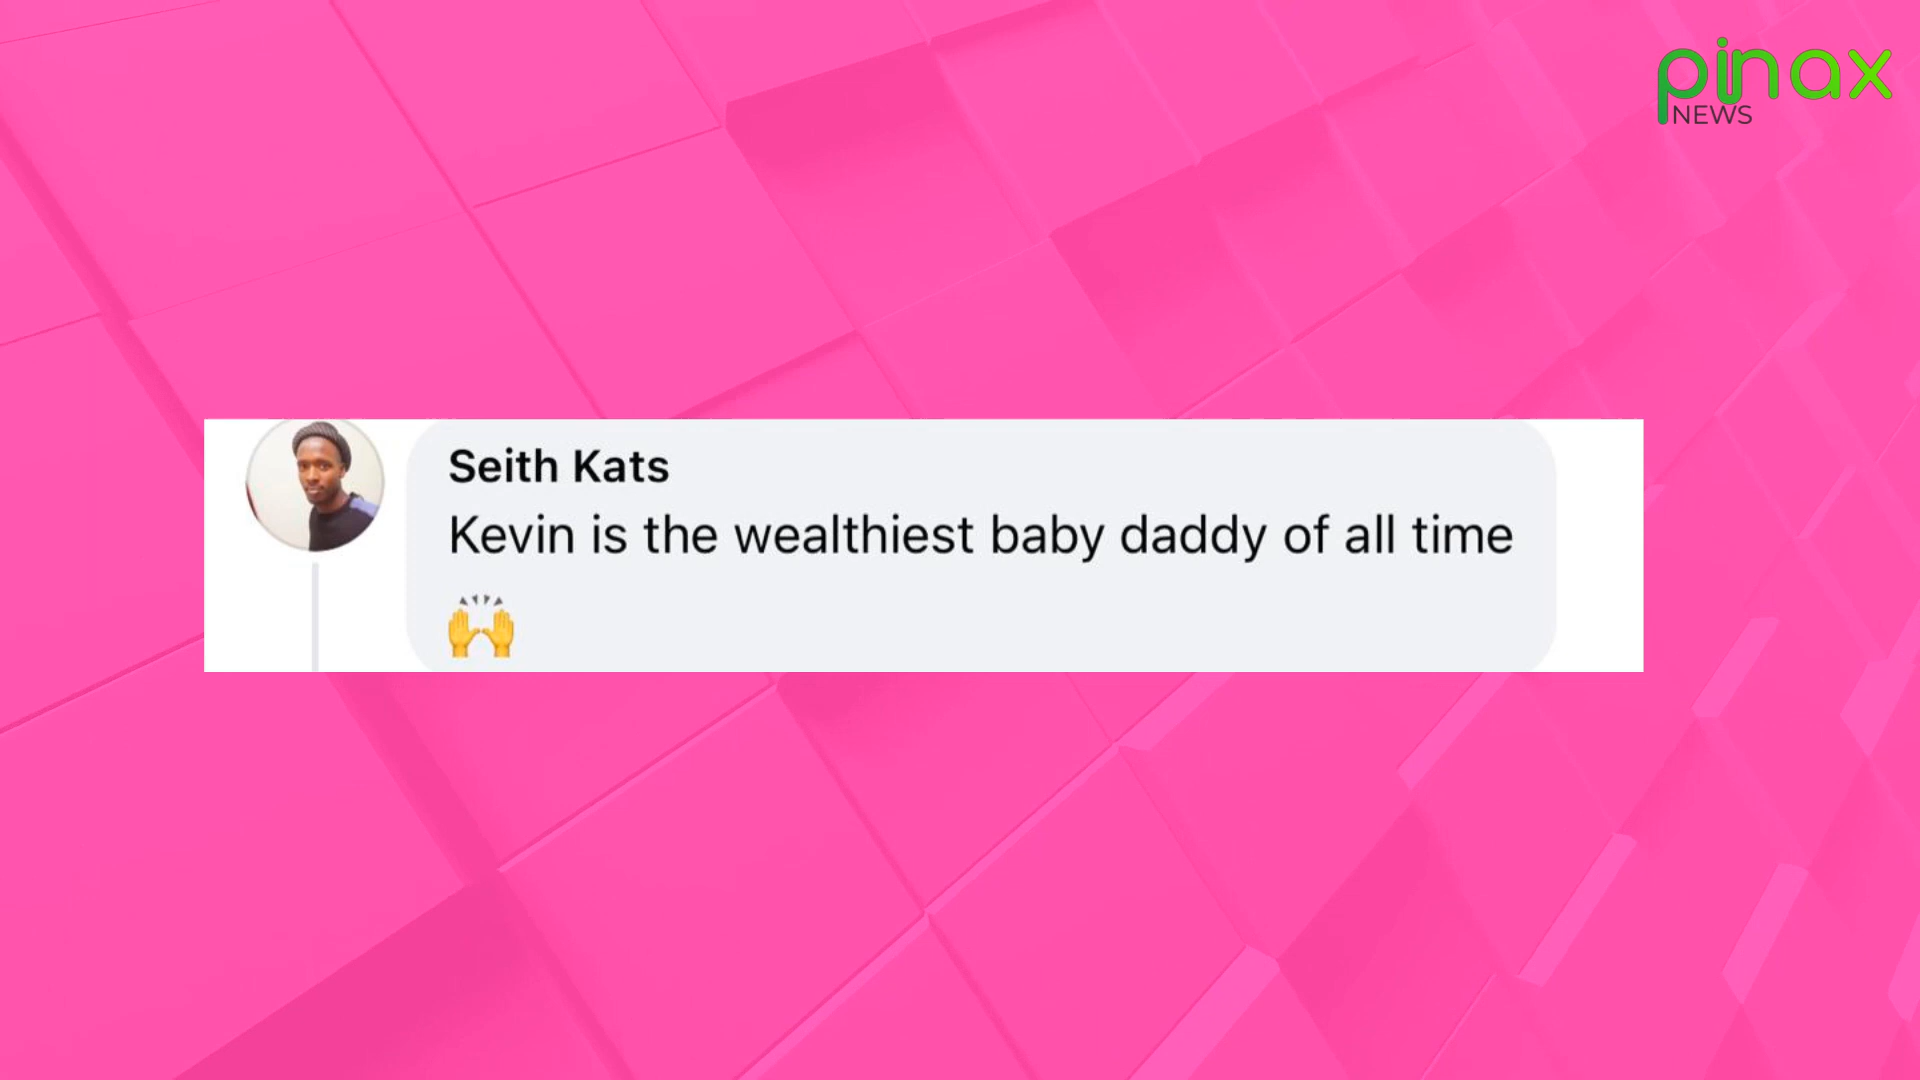 pinax
NEWS
Seith Kats
Kevin is the wealthiest baby daddy of all time
🙌